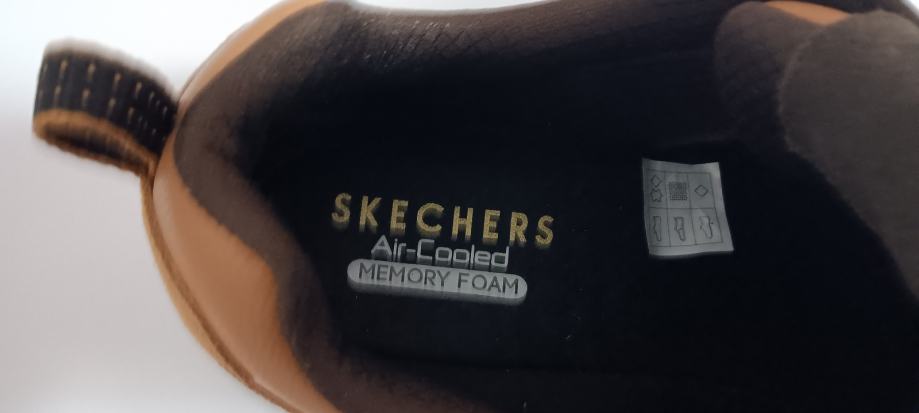 SKECHERS
Air-Cooled
MEMORY FOAM